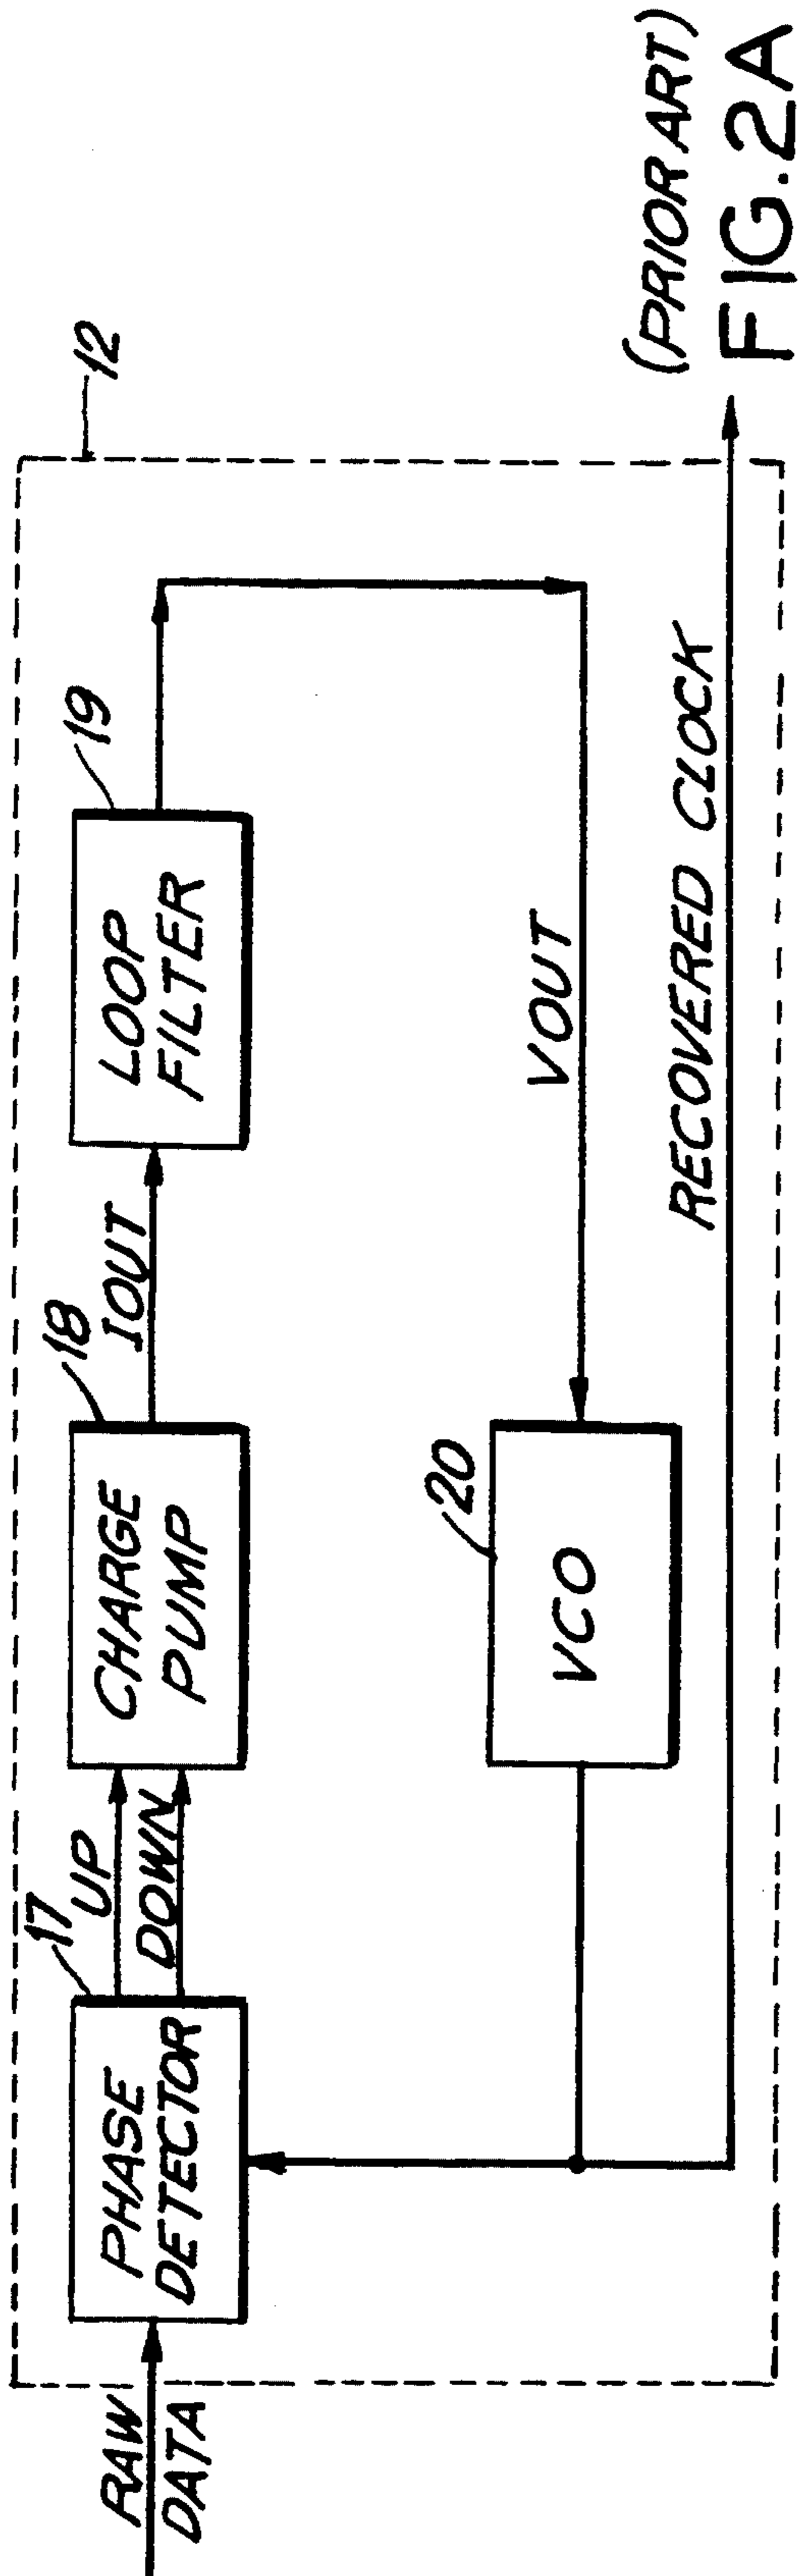 12
17
18
19
UP
IOUT
RAW
DATA
PHASE
DETECTOR
DOWN
CHARGE
PUMP
LOOP
FILTER
20
VCO
VOUT
RECOVERED CLOCK
(PRIOR ART)
FIG.2A